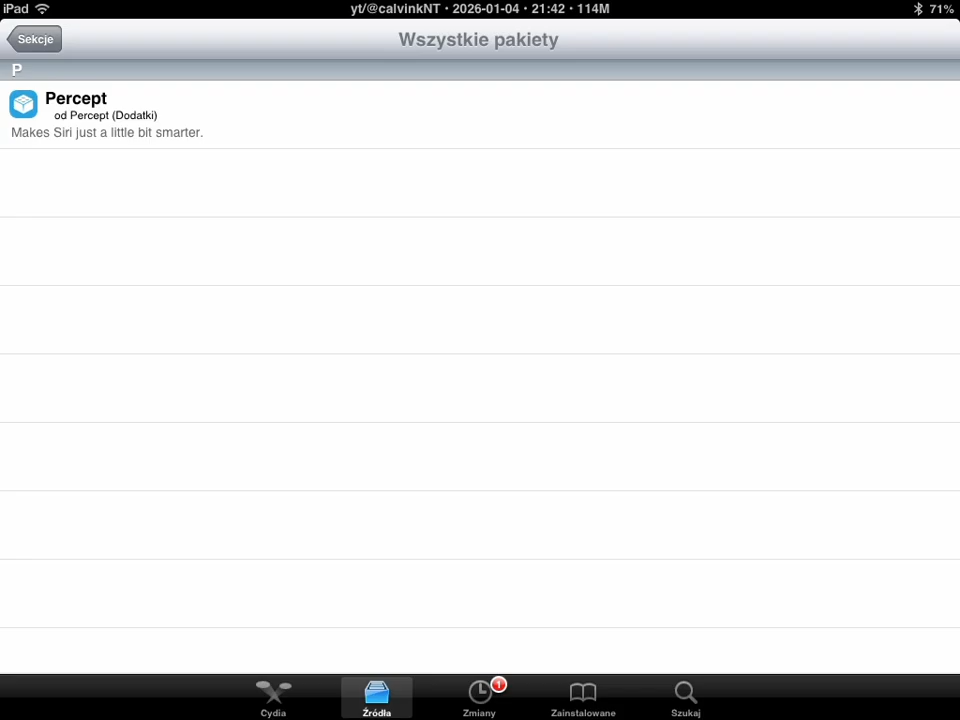 iPad yt/@calvinkNT · 2026-01-04 · 21:42 · 114M 71%
Sekcje Wszystkie pakiety
P
Percept
od Percept (Dodatki)
Makes Siri just a little bit smarter.
1
Cydia Źródła Zmiany Zainstalowane Szukaj